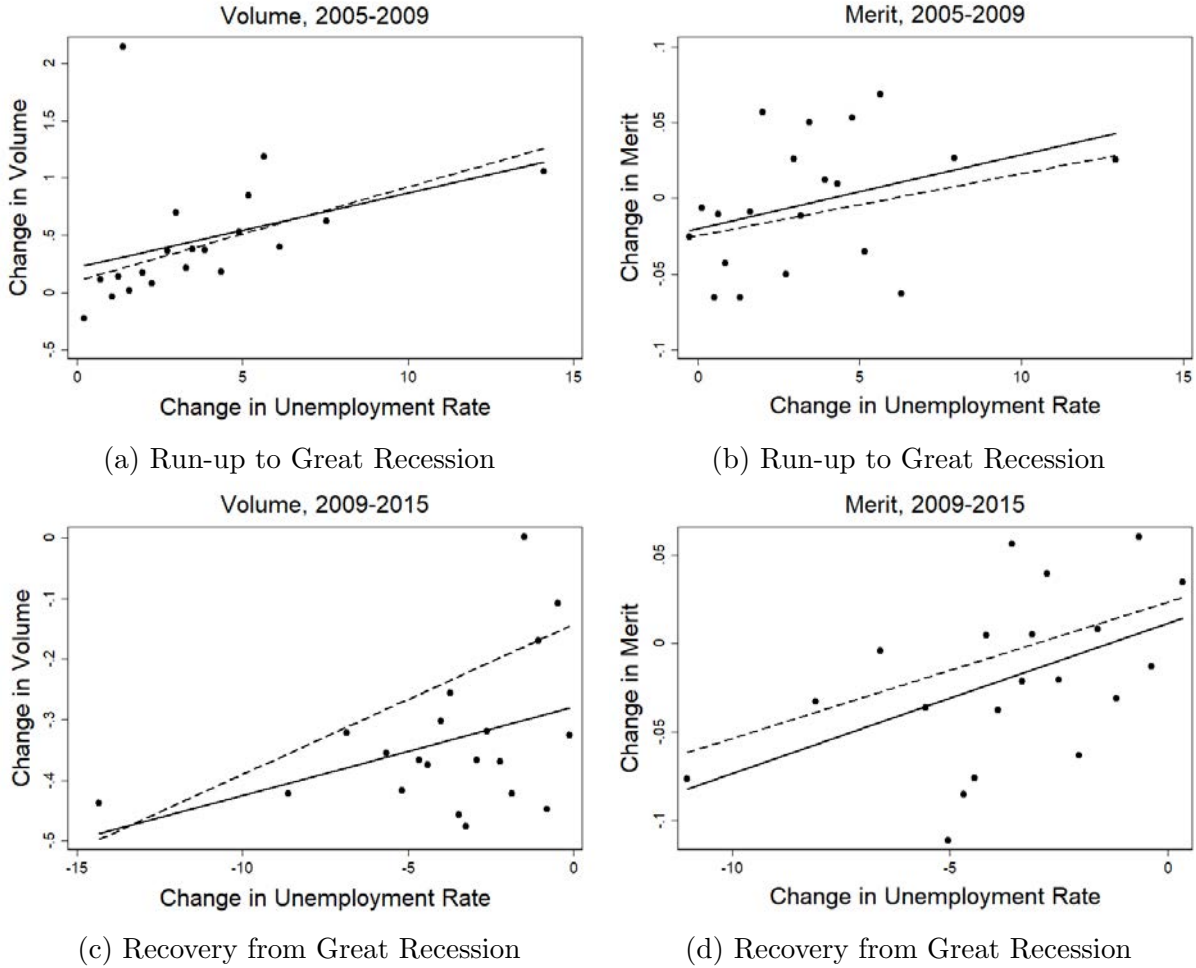 Volume, 2005-2009
Change in Volume
2
1.5
1
.5
0
-.5
0 5 10 15
Change in Unemployment Rate
(a) Run-up to Great Recession
Merit, 2005-2009
Change in Merit
.1
.05
0
-.05
-.1
0 5 10 15
Change in Unemployment Rate
(b) Run-up to Great Recession
Volume, 2009-2015
Change in Volume
0
-.1
-.2
-.3
-.4
-.5
-15 -10 -5 0
Change in Unemployment Rate
(c) Recovery from Great Recession
Merit, 2009-2015
Change in Merit
.05
0
-.05
-.1
-10 -5 0
Change in Unemployment Rate
(d) Recovery from Great Recession